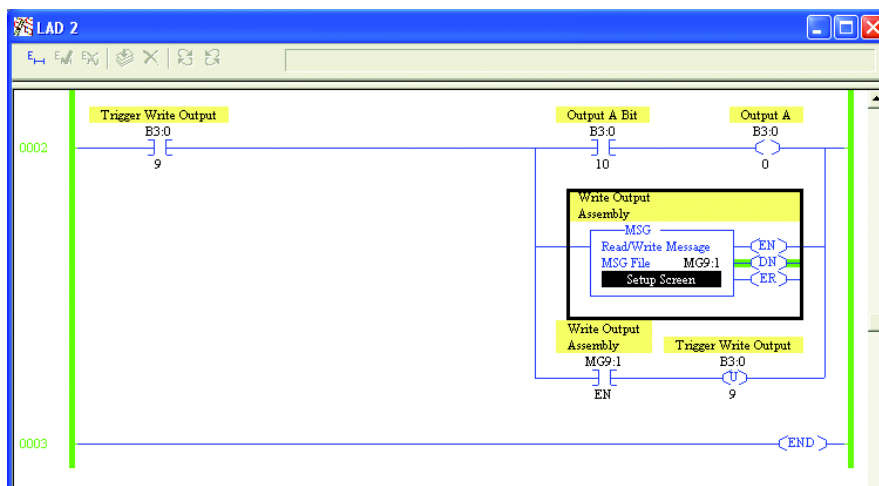 LAD 2
Trigger Write Output
B3:0
9
Output A Bit
B3:0
10
Output A
B3:0
0
0002
Write Output
Assembly
MSG
Read/Write Message
MSG File MG9:1
Setup Screen
EN
DN
ER
Write Output
Assembly
MG9:1
EN
Trigger Write Output
B3:0
U
9
0003
END